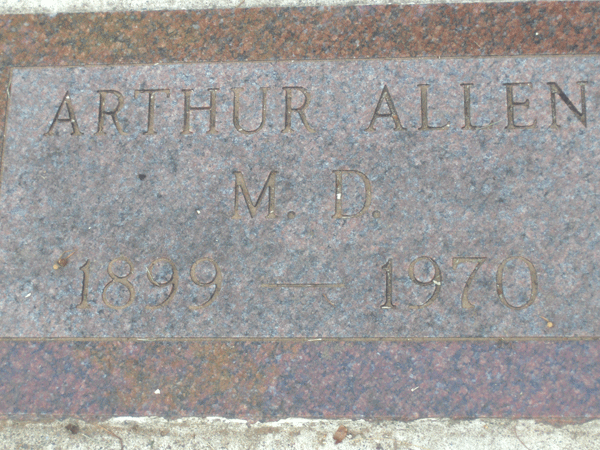 ARTHUR ALLEN
M. D.
1899 — 1970